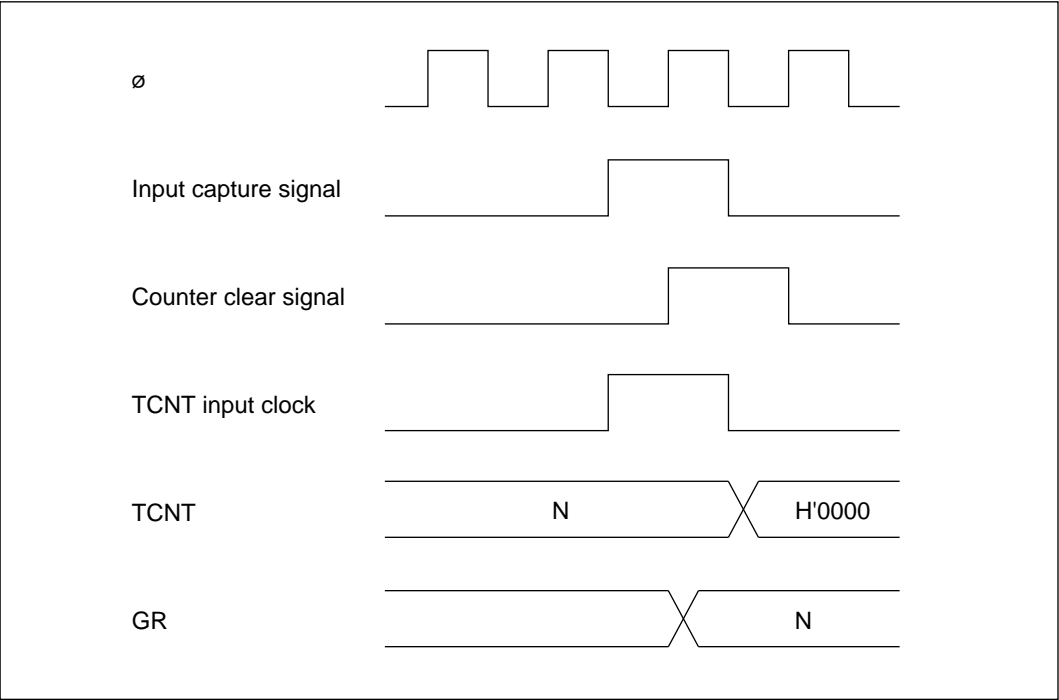 ø
Input capture signal
Counter clear signal
TCNT input clock
TCNT N H'0000
GR N